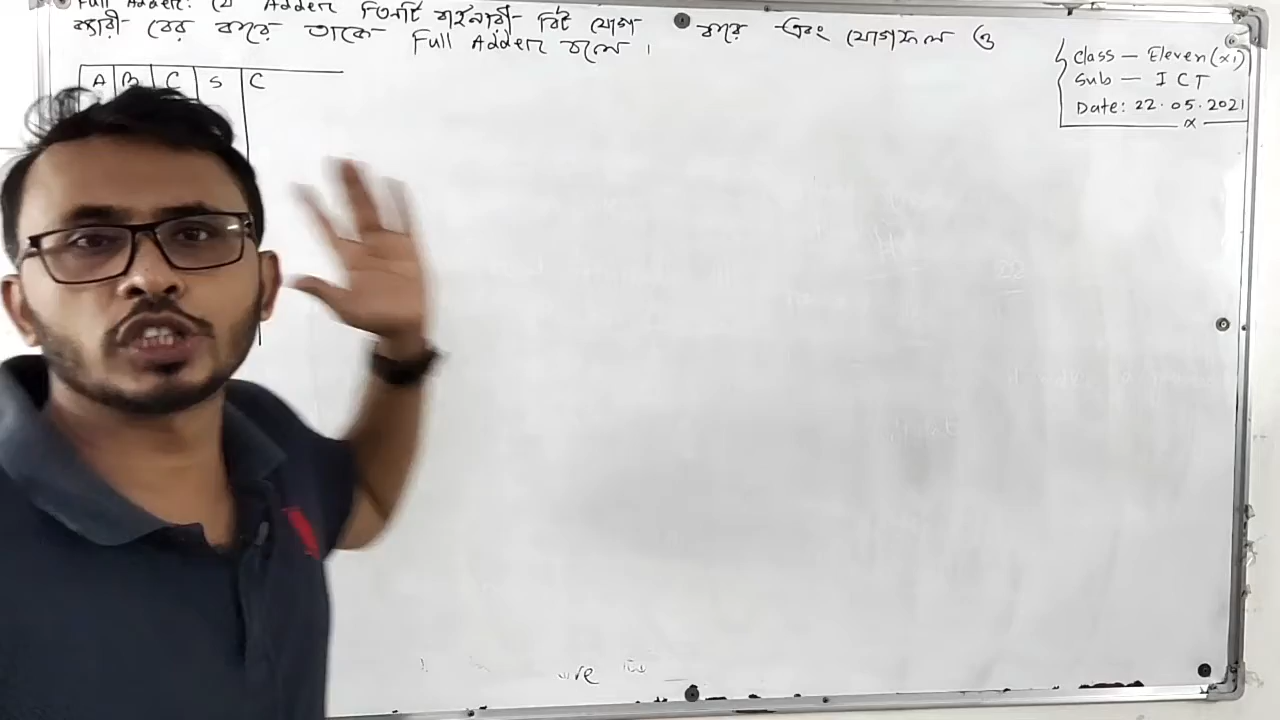 Full Adder: যে Adder তিনটি বাইনারী বিট যোগ করে এবং যোগফল ও
ক্যারী বের করে তাকে Full Adder বলে ।
Class — Eleven (XI)
Sub — ICT
Date: 22.05.2021
x
A B C S C